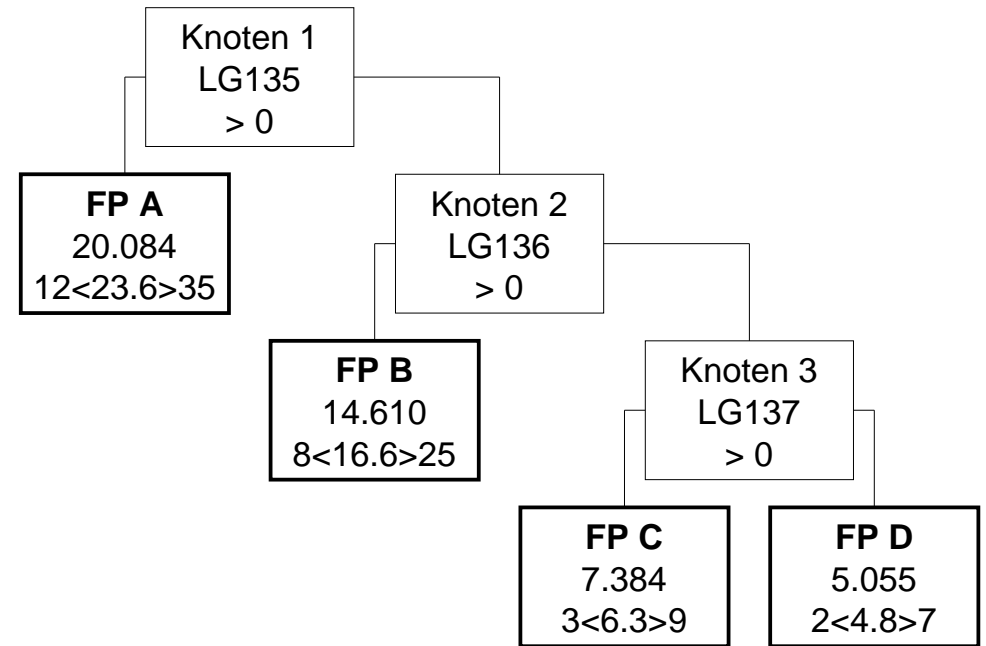 Knoten 1
LG135
> 0
FP A
20.084
12<23.6>35
Knoten 2
LG136
> 0
FP B
14.610
8<16.6>25
Knoten 3
LG137
> 0
FP C
7.384
3<6.3>9
FP D
5.055
2<4.8>7